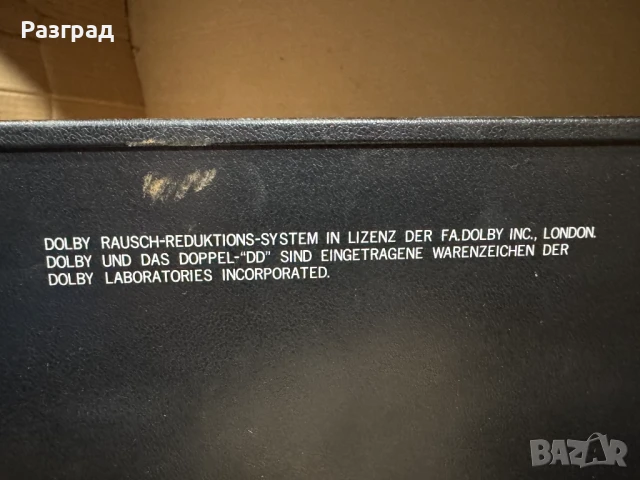 Разград
DOLBY RAUSCH-REDUKTIONS-SYSTEM IN LIZENZ DER FA.DOLBY INC., LONDON.
DOLBY UND DAS DOPPEL-“DD” SIND EINGETRAGENE WARENZEICHEN DER
DOLBY LABORATORIES INCORPORATED.
BAZAR